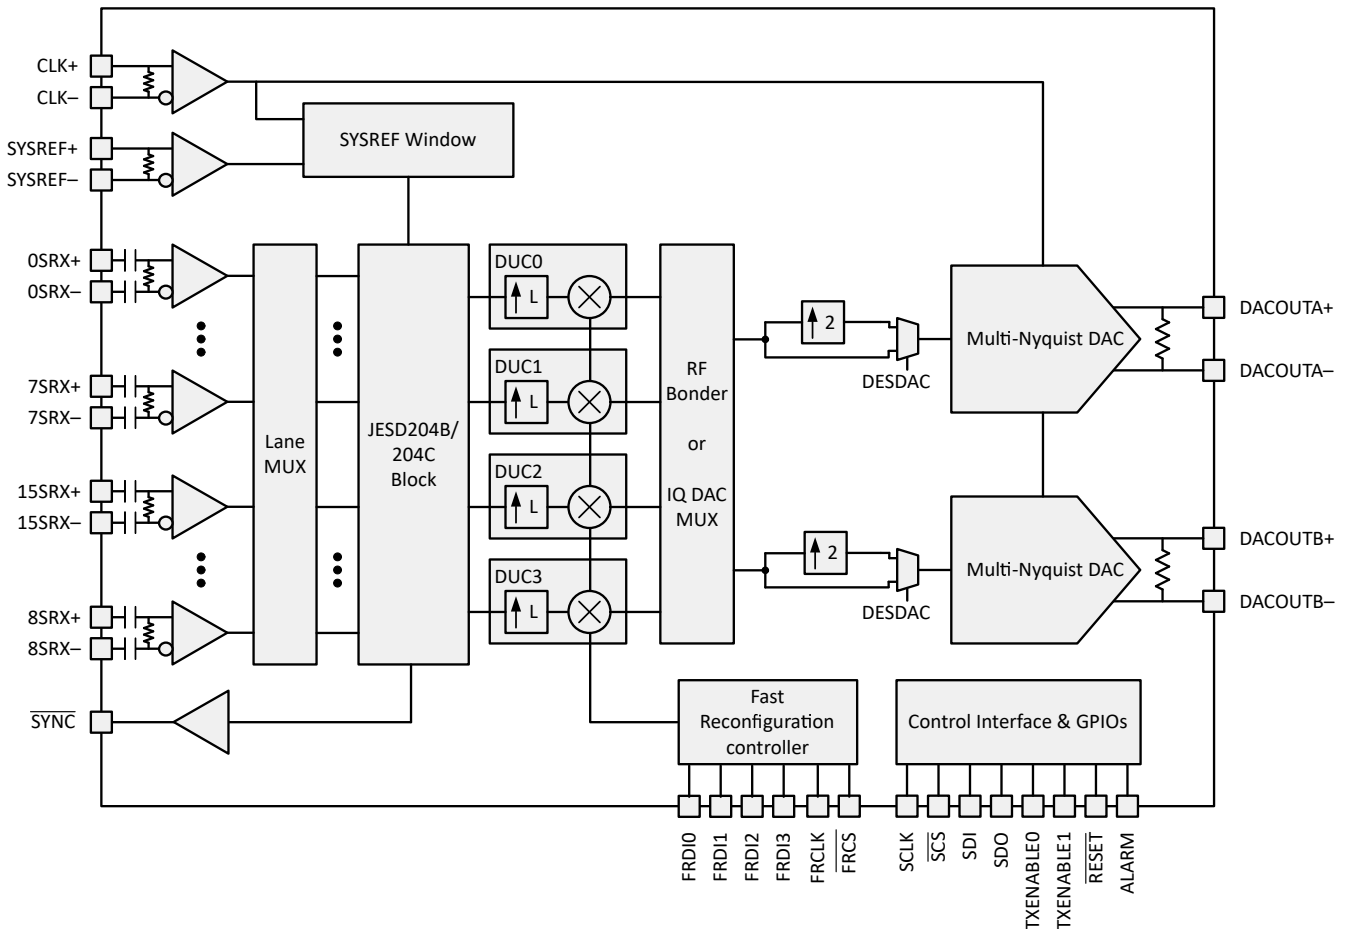 CLK+
CLK–
SYSREF+
SYSREF–
SYSREF Window
0SRX+
0SRX–
7SRX+
7SRX–
15SRX+
15SRX–
8SRX+
8SRX–
SYNC
Lane
MUX
JESD204B/
204C
Block
DUC0
L
DUC1
L
DUC2
L
DUC3
L
RF
Bonder
or
IQ DAC
MUX
2
DESDAC
Multi-Nyquist DAC
DACOUTA+
DACOUTA–
2
DESDAC
Multi-Nyquist DAC
DACOUTB+
DACOUTB–
Fast
Reconfiguration
controller
Control Interface & GPIOs
FRDI0
FRDI1
FRDI2
FRDI3
FRCLK
FRCS
SCLK
SCS
SDI
SDO
TXENABLE0
TXENABLE1
RESET
ALARM